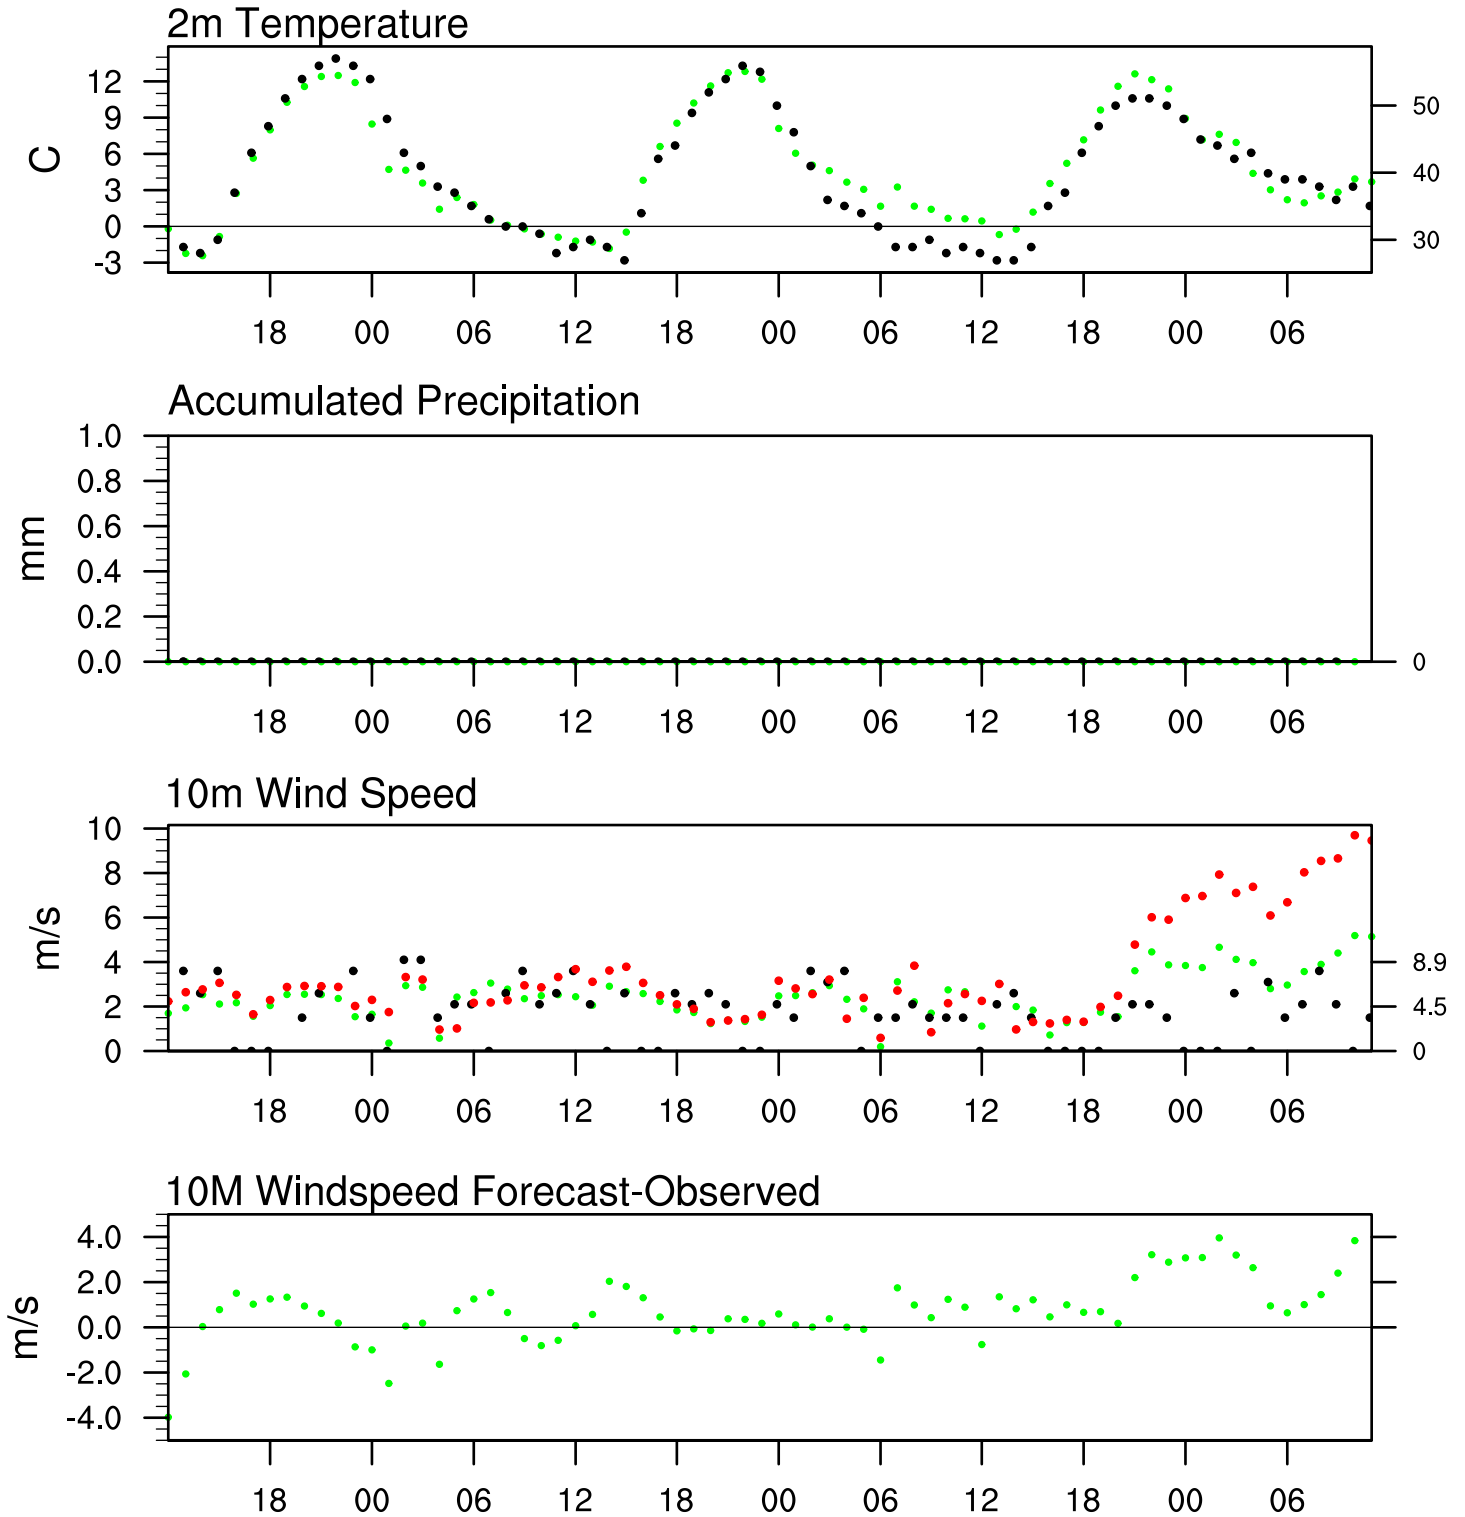 2m Temperature
12
9
6
3
0
-3
C
50
40
30
18 00 06 12 18 00 06 12 18 00 06
Accumulated Precipitation
1.0
0.8
0.6
0.4
0.2
0.0
mm
0
18 00 06 12 18 00 06 12 18 00 06
10m Wind Speed
10
8
6
4
2
0
m/s
8.9
4.5
0
18 00 06 12 18 00 06 12 18 00 06
10M Windspeed Forecast-Observed
4.0
2.0
0.0
-2.0
-4.0
m/s
18 00 06 12 18 00 06 12 18 00 06